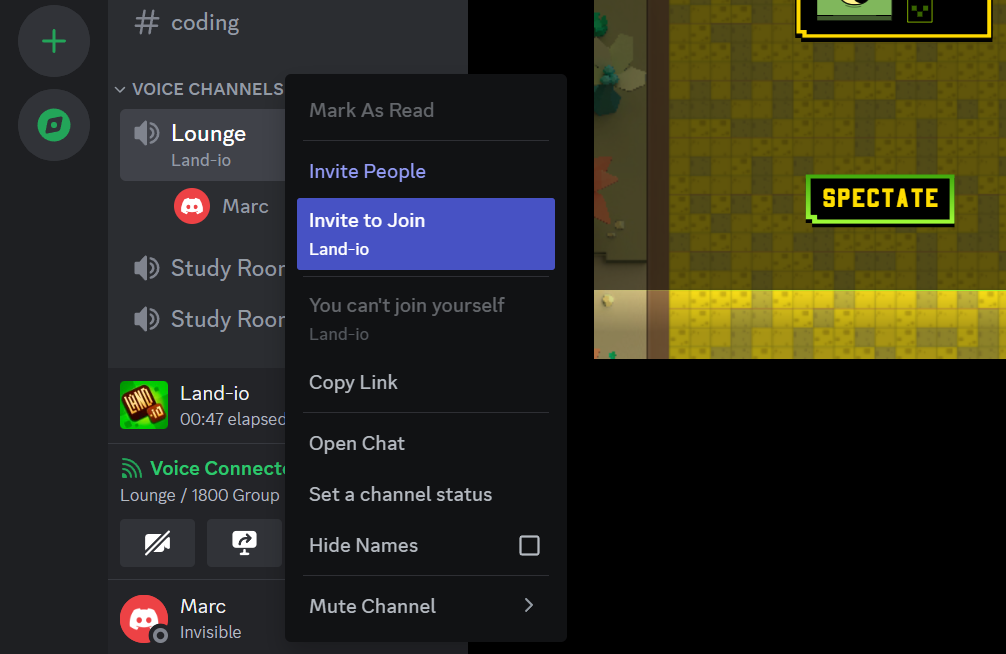 # coding
VOICE CHANNELS
Lounge
Land-io
Marc
Study Roor
Study Roor
Land-io
00:47 elapsed
Voice Connecte
Lounge / 1800 Group
Marc
Invisible
Mark As Read
Invite People
Invite to Join
Land-io
You can't join yourself
Land-io
Copy Link
Open Chat
Set a channel status
Hide Names
Mute Channel
LAND
.io
SPECTATE